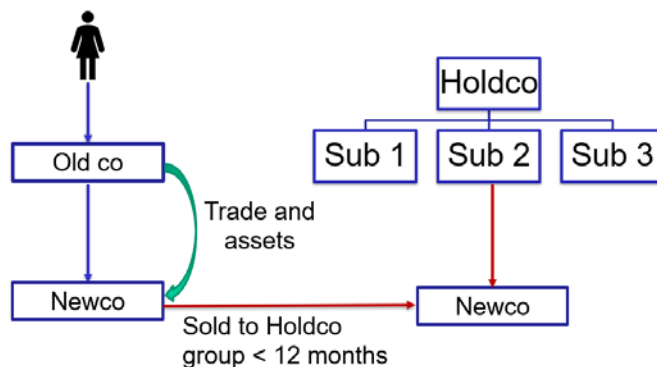 Holdco
Sub 1
Sub 2
Sub 3
Old co
Trade and
assets
Newco
Newco
Sold to Holdco
group < 12 months